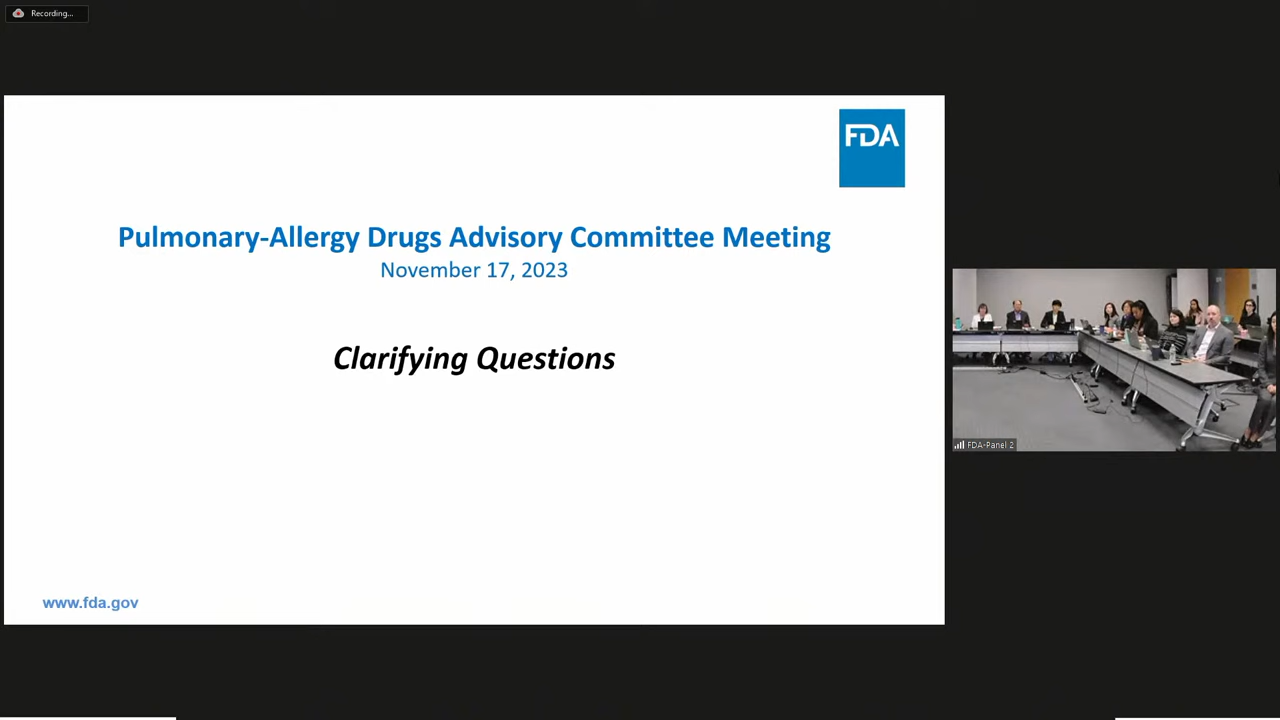 Recording...
FDA
Pulmonary-Allergy Drugs Advisory Committee Meeting
November 17, 2023
Clarifying Questions
FDA-Panel 2
www.fda.gov